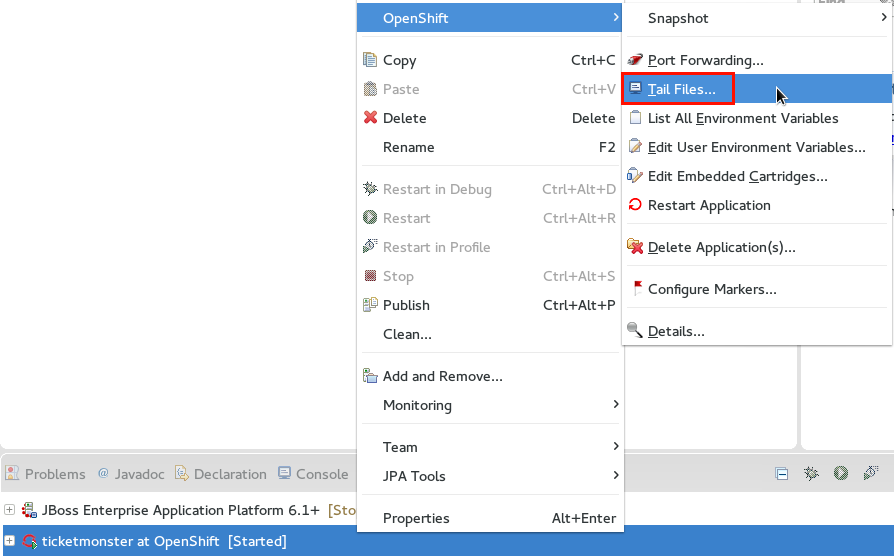 OpenShift
Copy Ctrl+C
Paste Ctrl+V
Delete Delete
Rename F2
Restart in Debug Ctrl+Alt+D
Restart Ctrl+Alt+R
Restart in Profile
Stop Ctrl+Alt+S
Publish Ctrl+Alt+P
Clean...
Add and Remove...
Monitoring
Team
JPA Tools
Properties Alt+Enter
Snapshot
Port Forwarding...
Tail Files...
List All Environment Variables
Edit User Environment Variables...
Edit Embedded Cartridges...
Restart Application
Delete Application(s)...
Configure Markers...
Details...
Problems @ Javadoc Declaration Console
JBoss Enterprise Application Platform 6.1+ [Sto
ticketmonster at OpenShift [Started]